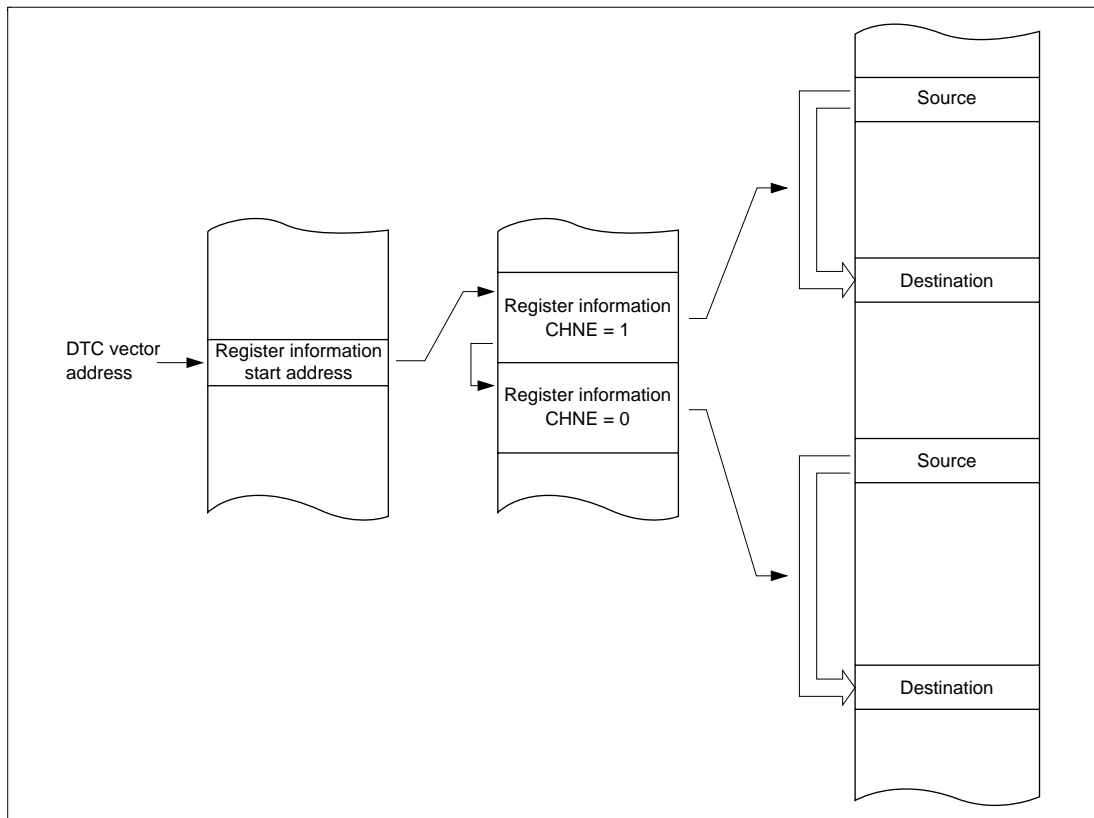 DTC vector
address
Register information
start address
Register information
CHNE = 1
Register information
CHNE = 0
Source
Destination
Source
Destination